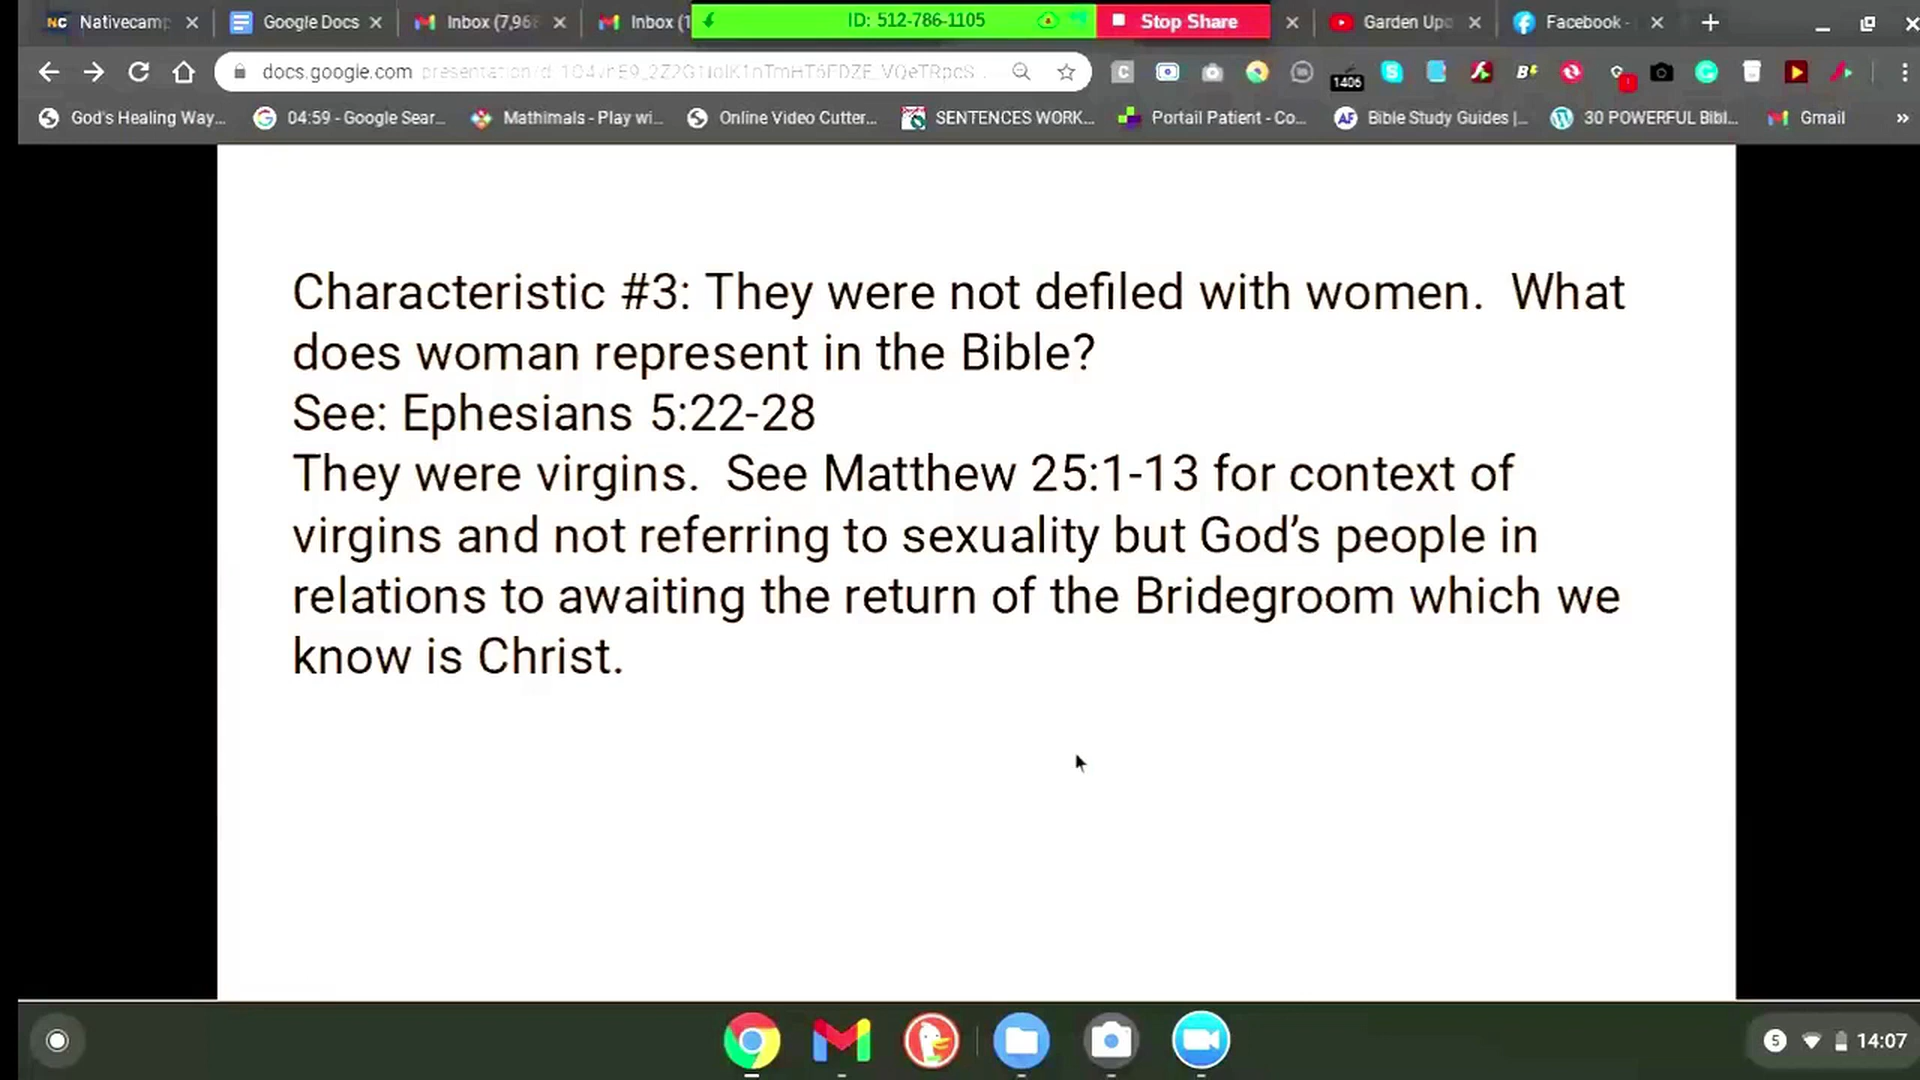 Nativecam
Google Docs
Inbox (7,96
Inbox (1
ID: 512-786-1105
Stop Share
Garden Up
Facebook -
docs.google.com
1406
God's Healing Way...
04:59 - Google Sear...
Mathimals - Play wi...
Online Video Cutter...
SENTENCES WORK...
Portail Patient - Co...
AF Bible Study Guides |...
30 POWERFUL Bibl...
Gmail
»
Characteristic #3: They were not defiled with women. What
does woman represent in the Bible?
See: Ephesians 5:22-28
They were virgins. See Matthew 25:1-13 for context of
virgins and not referring to sexuality but God's people in
relations to awaiting the return of the Bridegroom which we
know is Christ.
5
14:07